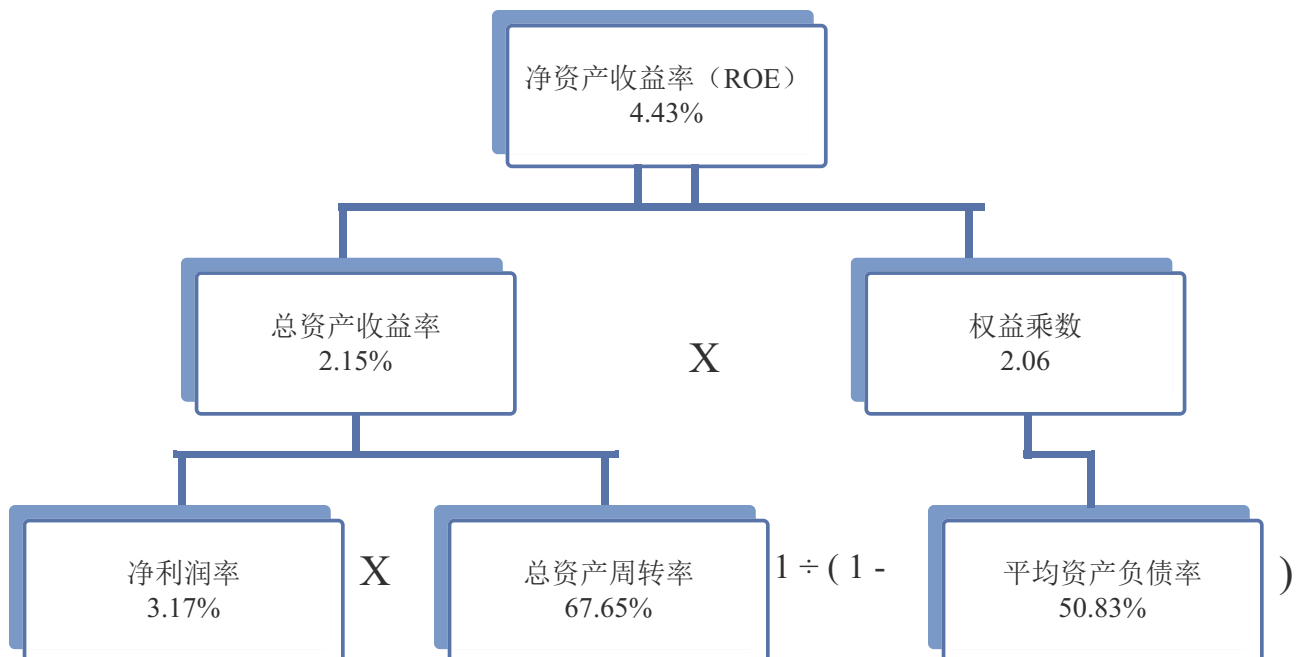 净资产收益率（ROE）
4.43%
总资产收益率
2.15%
X
权益乘数
2.06
净利润率
3.17%
X
总资产周转率
67.65%
1 ÷ ( 1 -
平均资产负债率
50.83%
)